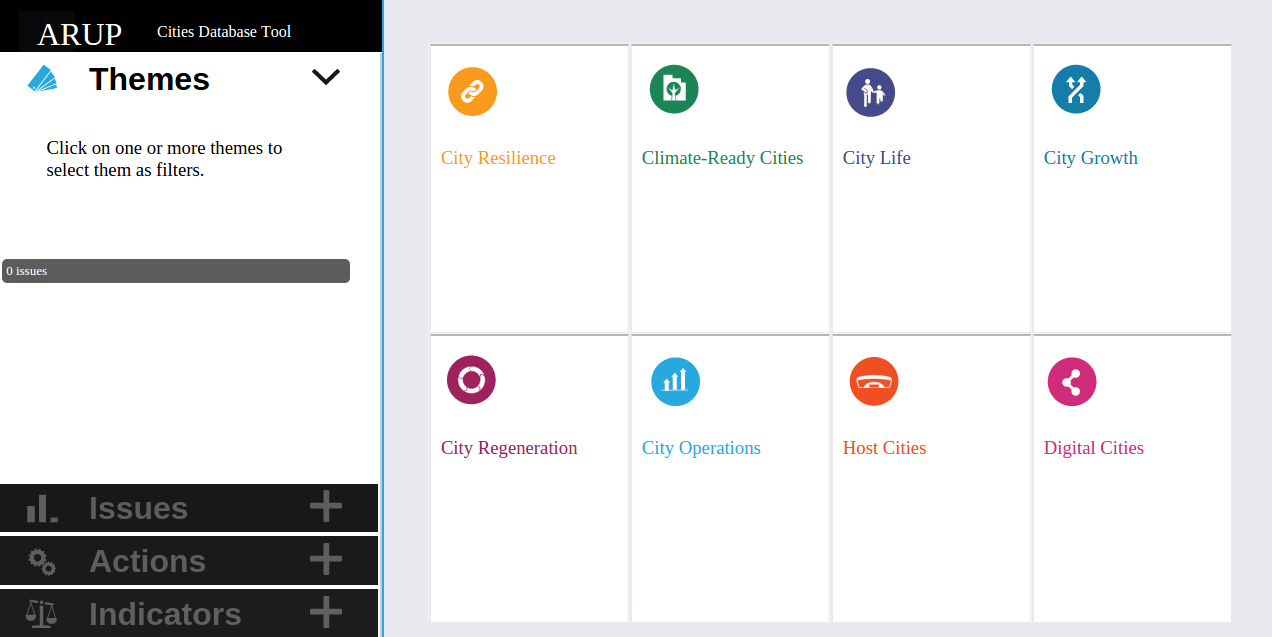 ARUP
Cities Database Tool
Themes
Click on one or more themes to
select them as filters.
0 issues
Issues
Actions
Indicators
City Resilience
Climate-Ready Cities
City Life
City Growth
City Regeneration
City Operations
Host Cities
Digital Cities